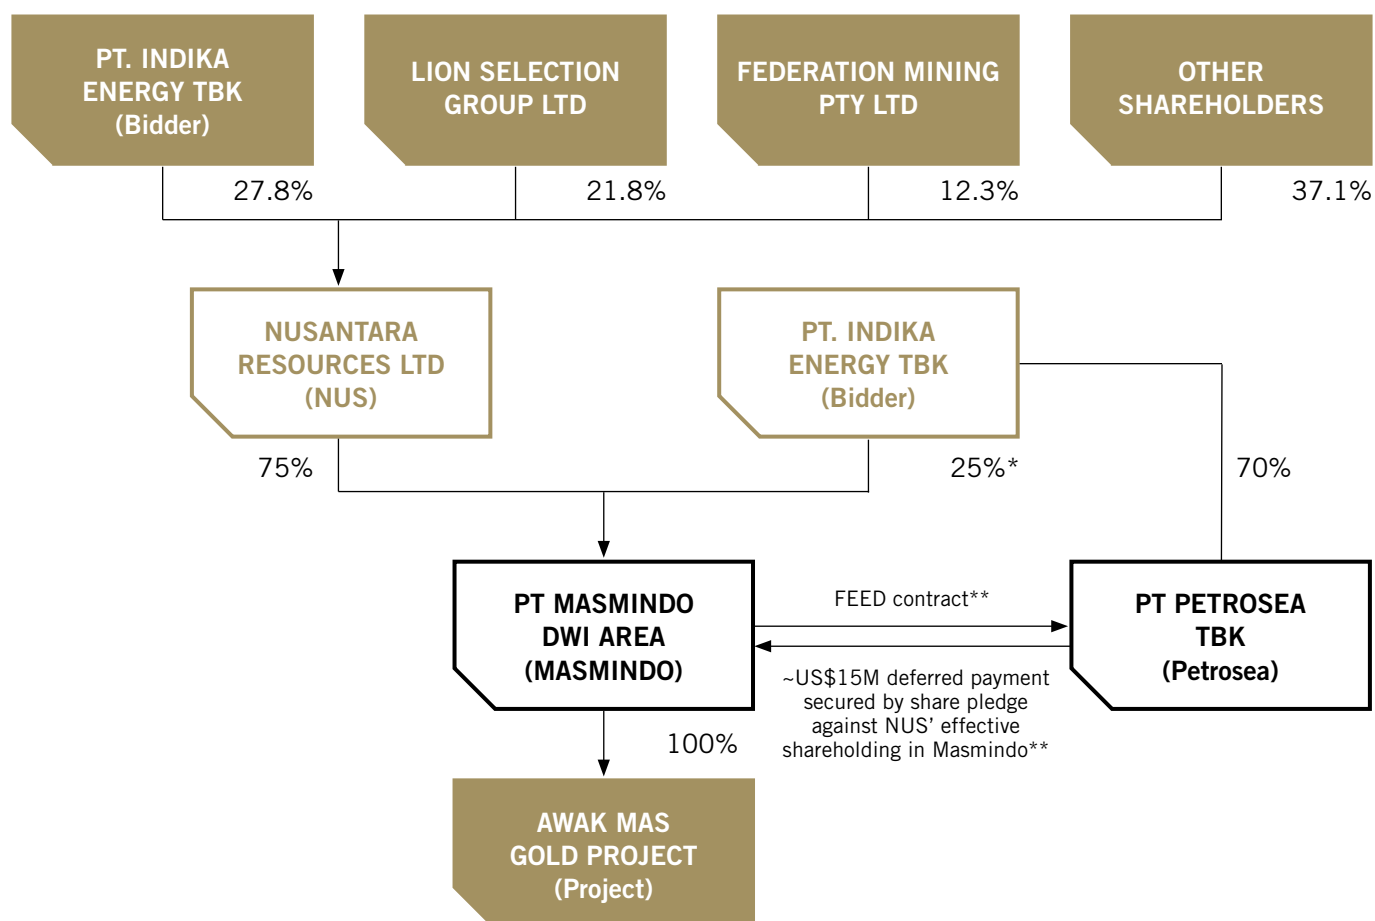 PT. INDIKA
ENERGY TBK
(Bidder)
LION SELECTION
GROUP LTD
FEDERATION MINING
PTY LTD
OTHER
SHAREHOLDERS
27.8%
21.8%
12.3%
37.1%
NUSANTARA
RESOURCES LTD
(NUS)
PT. INDIKA
ENERGY TBK
(Bidder)
75%
25%*
70%
PT MASMINDO
DWI AREA
(MASMINDO)
FEED contract**
~US$15M deferred payment
secured by share pledge
against NUS’ effective
shareholding in Masmindo**
PT PETROSEA
TBK
(Petrosea)
100%
AWAK MAS
GOLD PROJECT
(Project)